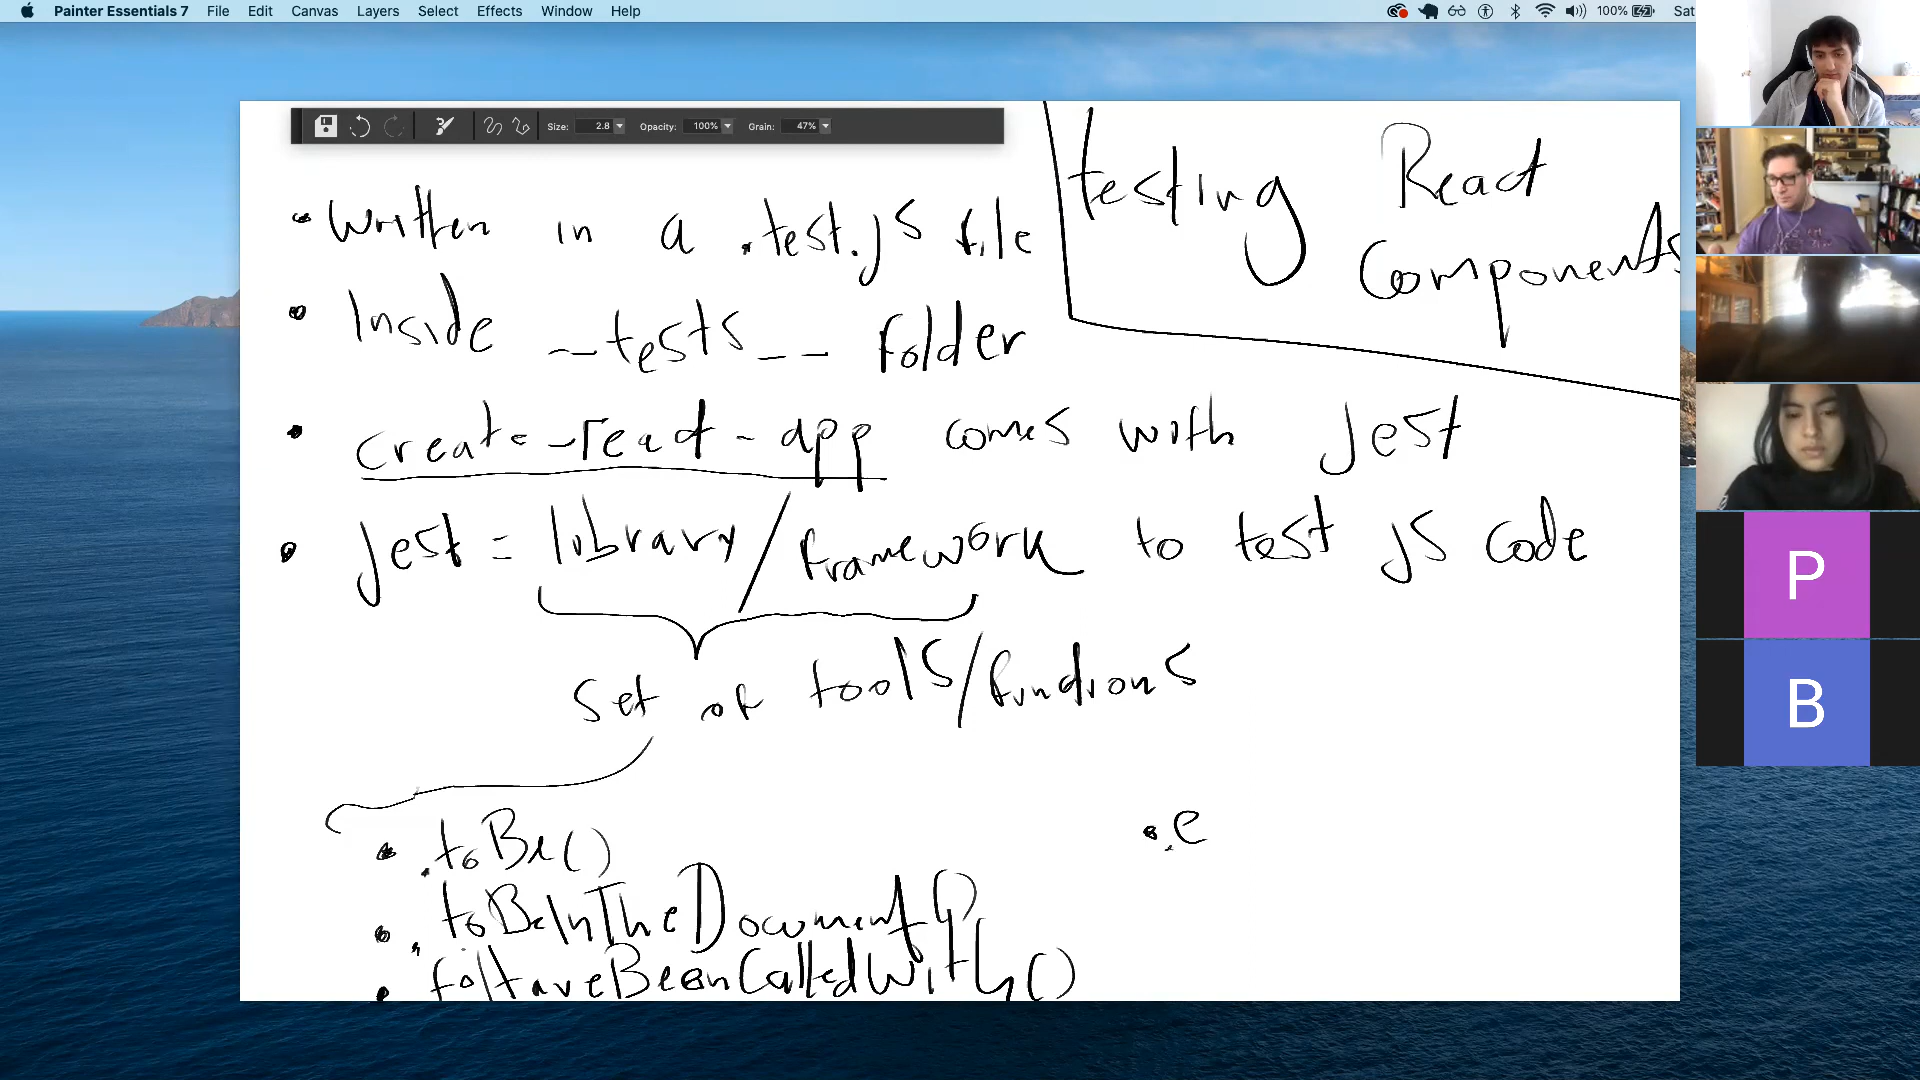 Painter Essentials 7 File Edit Canvas Layers Select Effects Window Help 100% Sat
Size: 2.8 Opacity: 100% Grain: 47%
testing React
Components
• Written in a .test.js file
• Inside __tests__ folder
• create-react-app comes with Jest
• Jest = library/framework to test js code
set of tools/functions
• .toBe()
• .toBeInTheDocument()
• .toHaveBeenCalledWith()
• .e
P
B